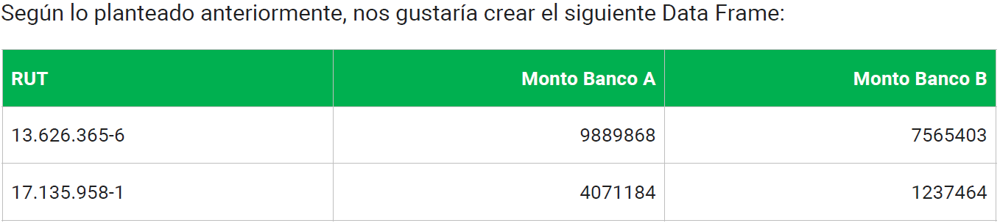 Según lo planteado anteriormente, nos gustaría crear el siguiente Data Frame:
RUT Monto Banco A Monto Banco B
13.626.365-6 9889868 7565403
17.135.958-1 4071184 1237464